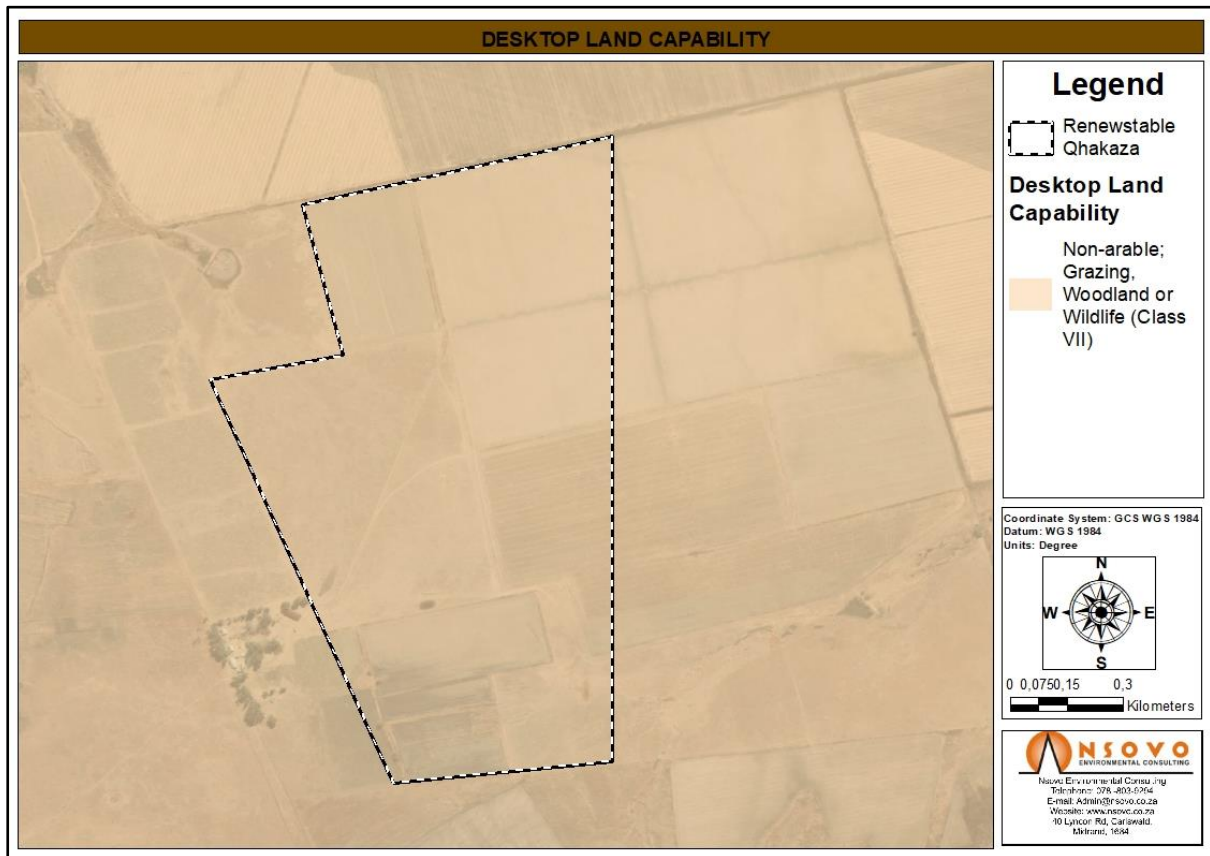 DESKTOP LAND CAPABILITY
Legend
Renewstable
Qhakaza
Desktop Land
Capability
Non-arable;
Grazing,
Woodland or
Wildlife (Class
VII)
Coordinate System: GCS WGS 1984
Datum: WGS 1984
Units: Degree
N
W E
S
0 0,0750,15 0,3
Kilometers
NSOVO
ENVIRONMENTAL CONSULTING
Nsovo Environmental Consulting
Telephone: 078 -803-9294
E-mail: Admin@nsovo.co.za
Website: www.nsovo.co.za
40 Lyncon Rd, Carlswald,
Midrand, 1684